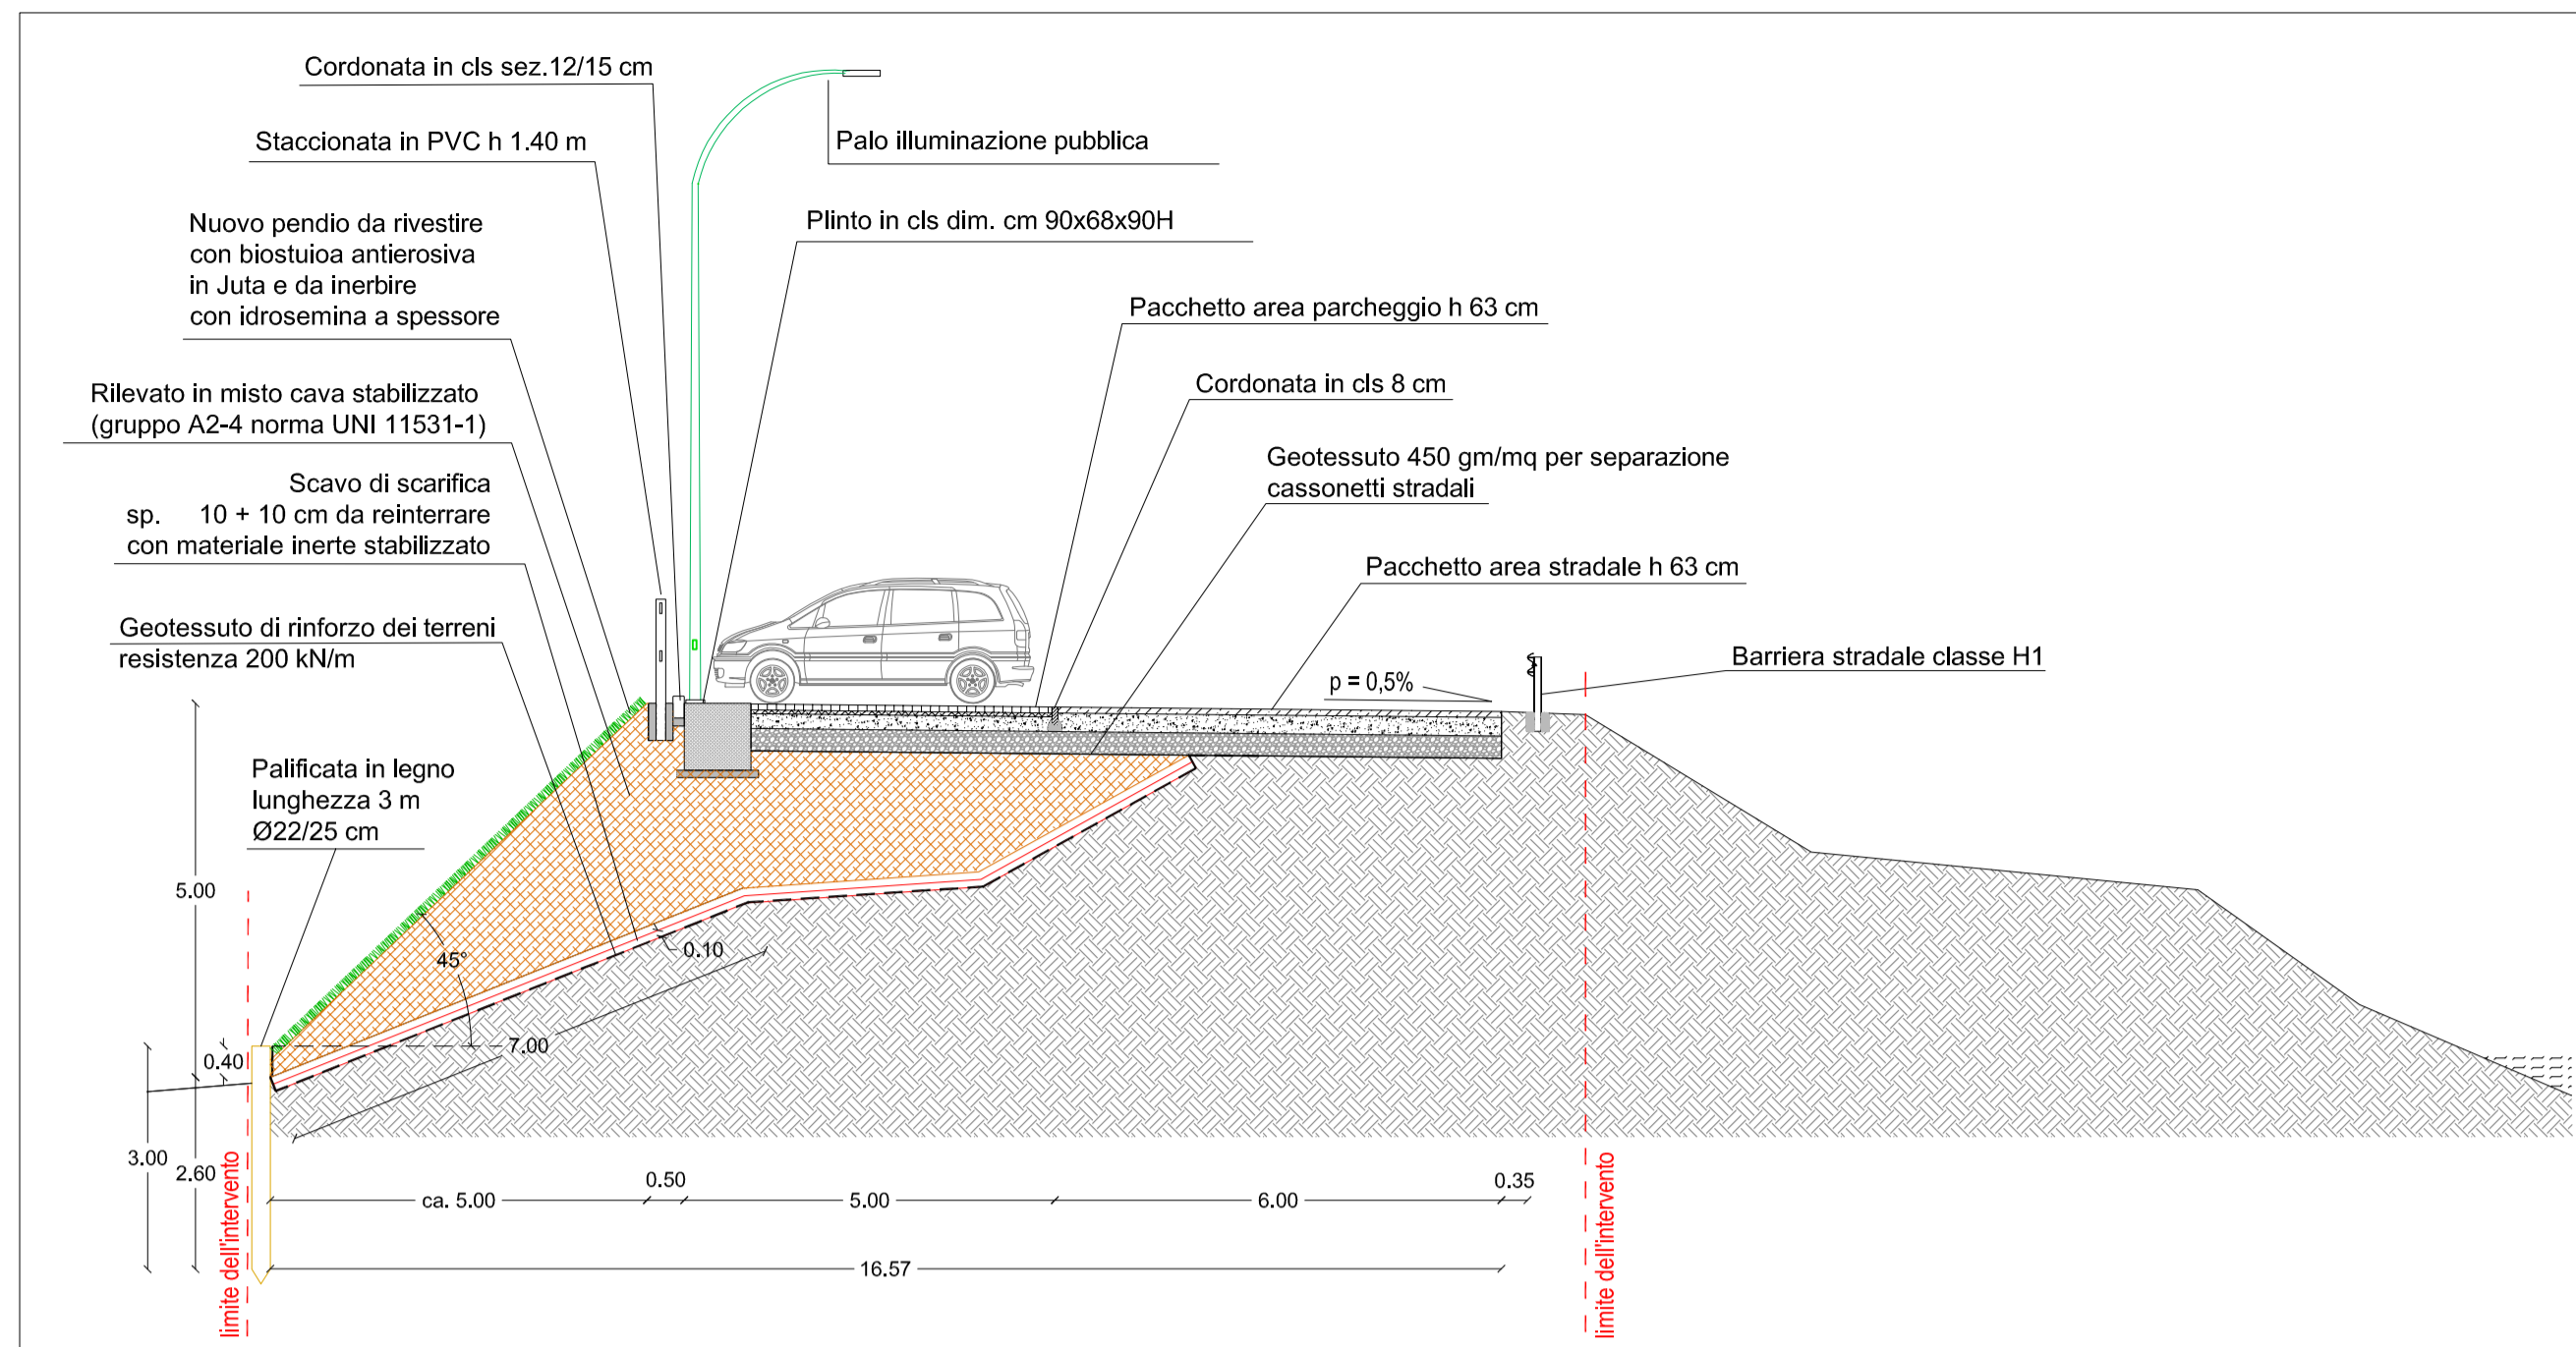 Cordonata in cls sez.12/15 cm
Staccionata in PVC h 1.40 m
Palo illuminazione pubblica
Nuovo pendio da rivestire
con biostuioa antierosiva
in Juta e da inerbire
con idrosemina a spessore
Plinto in cls dim. cm 90x68x90H
Pacchetto area parcheggio h 63 cm
Rilevato in misto cava stabilizzato
(gruppo A2-4 norma UNI 11531-1)
Cordonata in cls 8 cm
Scavo di scarifica
sp. 10 + 10 cm da reinterrare
con materiale inerte stabilizzato
Geotessuto 450 gm/mq per separazione
cassonetti stradali
Pacchetto area stradale h 63 cm
Geotessuto di rinforzo dei terreni
resistenza 200 kN/m
Barriera stradale classe H1
p = 0,5%
Palificata in legno
lunghezza 3 m
Ø22/25 cm
5.00
45°
0.10
7.00
0.40
3.00
2.60
limite dell'intervento
ca. 5.00
0.50
5.00
6.00
0.35
16.57
limite dell'intervento